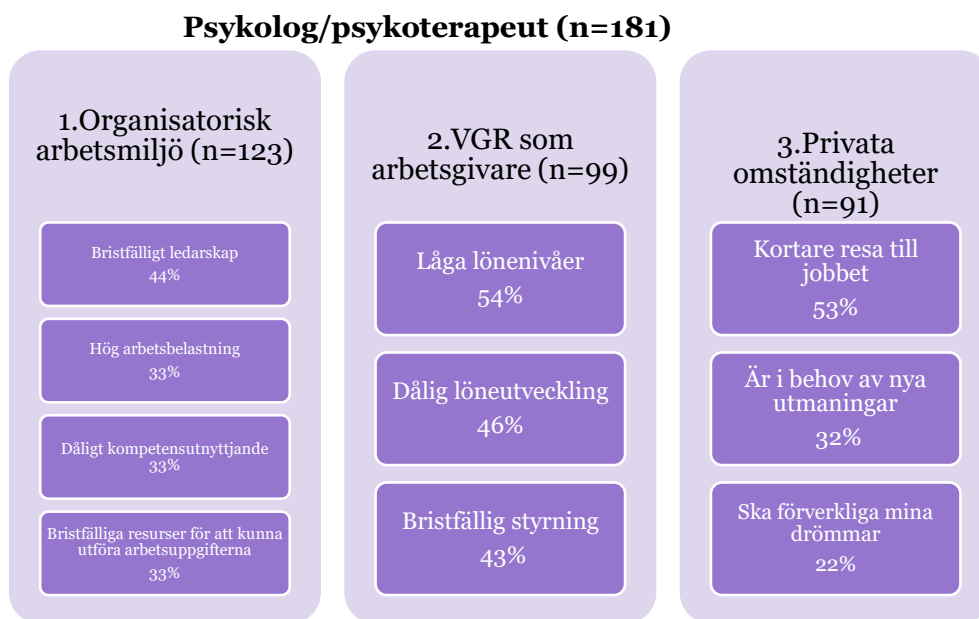 Psykolog/psykoterapeut (n=181)
1.Organisatorisk
arbetsmiljö (n=123)
Bristfälligt ledarskap
44%
Hög arbetsbelastning
33%
Dåligt kompetensutnyttjande
33%
Bristfälliga resurser för att kunna
utföra arbetsuppgifterna
33%
2.VGR som
arbetsgivare (n=99)
Låga lönenivåer
54%
Dålig löneutveckling
46%
Bristfällig styrning
43%
3.Privata
omständigheter
(n=91)
Kortare resa till
jobbet
53%
Är i behov av nya
utmaningar
32%
Ska förverkliga mina
drömmar
22%